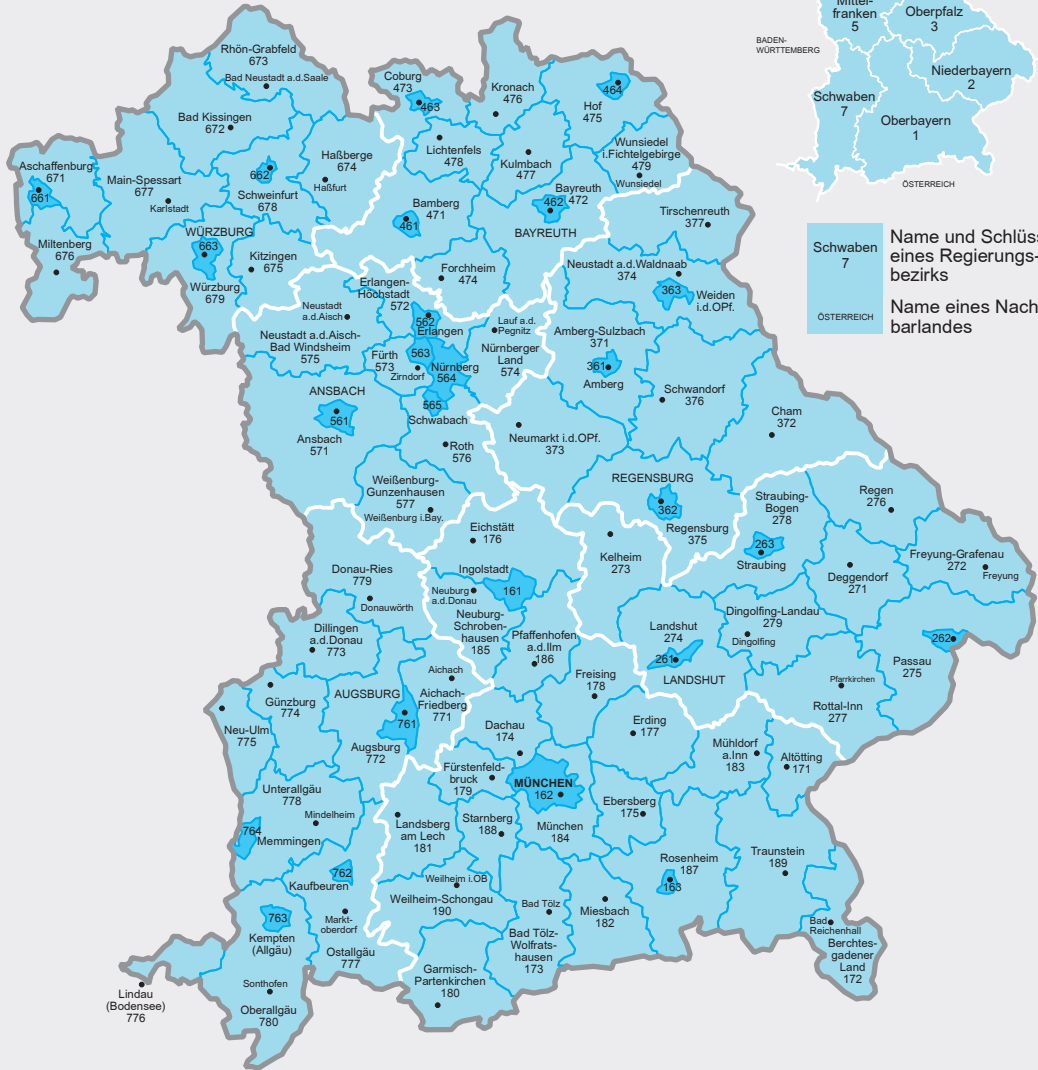 Mittel-
franken
5
Oberpfalz
3
BADEN-
WÜRTTEMBERG
Niederbayern
2
Schwaben
7
Oberbayern
1
ÖSTERREICH
Schwaben
7
Name und Schlüss
eines Regierungs-
bezirks
ÖSTERREICH
Name eines Nach
barlandes
Rhön-Grabfeld
673
Bad Neustadt a.d.Saale
Coburg
473
463
Kronach
476
464
Hof
475
Bad Kissingen
672
Lichtenfels
478
Kulmbach
477
Wunsiedel
i.Fichtelgebirge
479
Wunsiedel
Aschaffenburg
671
661
Main-Spessart
677
Karlstadt
662
Schweinfurt
678
Haßberge
674
Haßfurt
Bamberg
471
461
Bayreuth
472
462
BAYREUTH
Tirschenreuth
377
Miltenberg
676
WÜRZBURG
663
Würzburg
679
Kitzingen
675
Forchheim
474
Neustadt a.d.Waldnaab
374
363
Weiden
i.d.OPf.
Erlangen-
Höchstadt
572
562
Erlangen
Neustadt
a.d.Aisch
Neustadt a.d.Aisch-
Bad Windsheim
575
Lauf a.d.
Pegnitz
Nürnberger
Land
574
Fürth
573
563
Zirndorf
Nürnberg
564
Amberg-Sulzbach
371
361
Amberg
ANSBACH
561
Ansbach
571
565
Schwabach
Roth
576
Schwandorf
376
Cham
372
Neumarkt i.d.OPf.
373
Weißenburg-
Gunzenhausen
577
Weißenburg i.Bay.
REGENSBURG
362
Regensburg
375
Straubing-
Bogen
278
263
Straubing
Regen
276
Eichstätt
176
Kelheim
273
Freyung-Grafenau
272
Freyung
Deggendorf
271
Ingolstadt
161
Donau-Ries
779
Donauwörth
Neuburg
a.d.Donau
Neuburg-
Schroben-
hausen
185
Pfaffenhofen
a.d.Ilm
186
Landshut
274
261
LANDSHUT
Dingolfing-Landau
279
Dingolfing
262
Passau
275
Dillingen
a.d.Donau
773
Aichach
Aichach-
Friedberg
771
Freising
178
Pfarrkirchen
Rottal-Inn
277
Günzburg
774
AUGSBURG
761
Augsburg
772
Neu-Ulm
775
Dachau
174
Erding
177
Mühldorf
a.Inn
183
Altötting
171
Fürstenfeld-
bruck
179
MÜNCHEN
162
München
184
Ebersberg
175
Unterallgäu
778
Mindelheim
764
Memmingen
Landsberg
am Lech
181
Starnberg
188
Rosenheim
187
163
Traunstein
189
762
Kaufbeuren
Weilheim i.OB
Weilheim-Schongau
190
Bad Tölz
Bad Tölz-
Wolfrats-
hausen
173
Miesbach
182
763
Kempten
(Allgäu)
Markt-
oberdorf
Ostallgäu
777
Bad
Reichenhall
Berchtes-
gadener
Land
172
Garmisch-
Partenkirchen
180
Lindau
(Bodensee)
776
Sonthofen
Oberallgäu
780